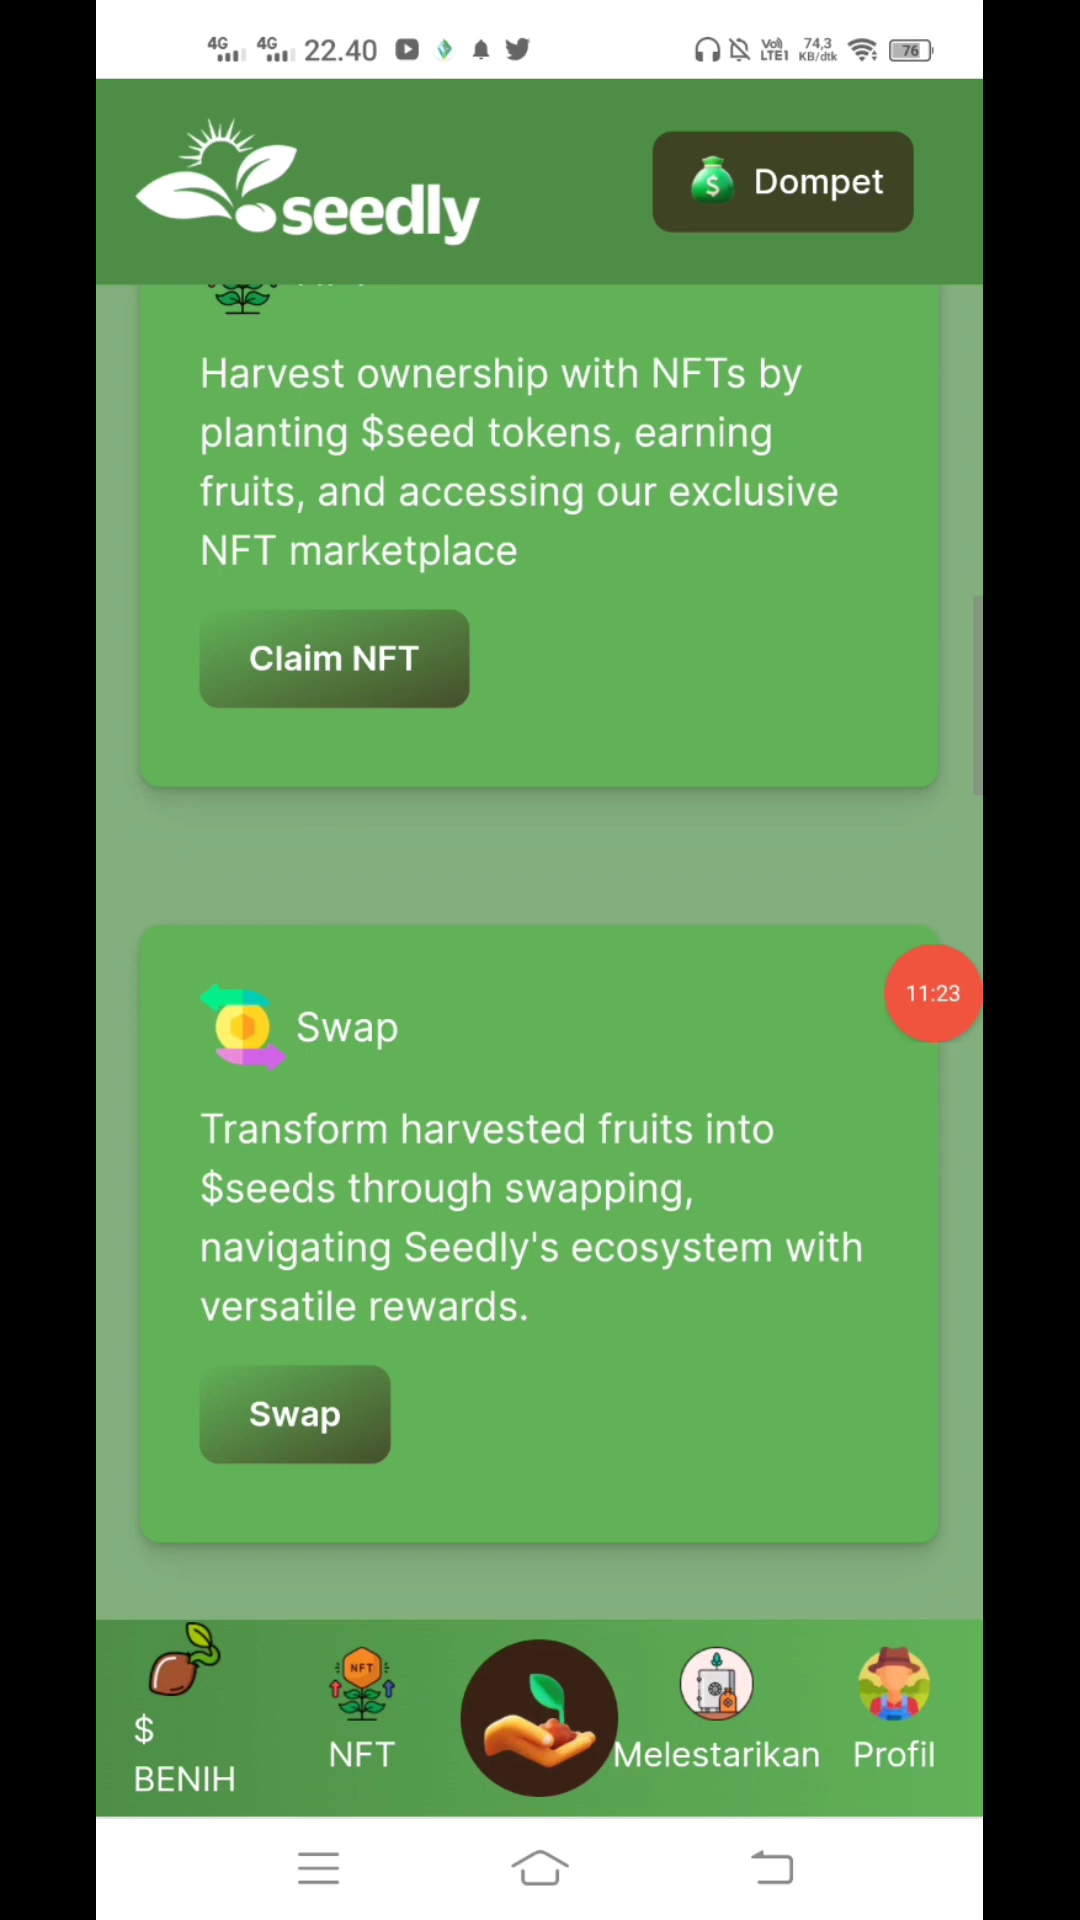 4G 4G 22.40 Vo) LTE1 74,3 KB/dtk 76
seedly
Dompet
Harvest ownership with NFTs by
planting $seed tokens, earning
fruits, and accessing our exclusive
NFT marketplace
Claim NFT
11:23
Swap
Transform harvested fruits into
$seeds through swapping,
navigating Seedly's ecosystem with
versatile rewards.
Swap
$
BENIH
NFT
NFT
Melestarikan
Profil